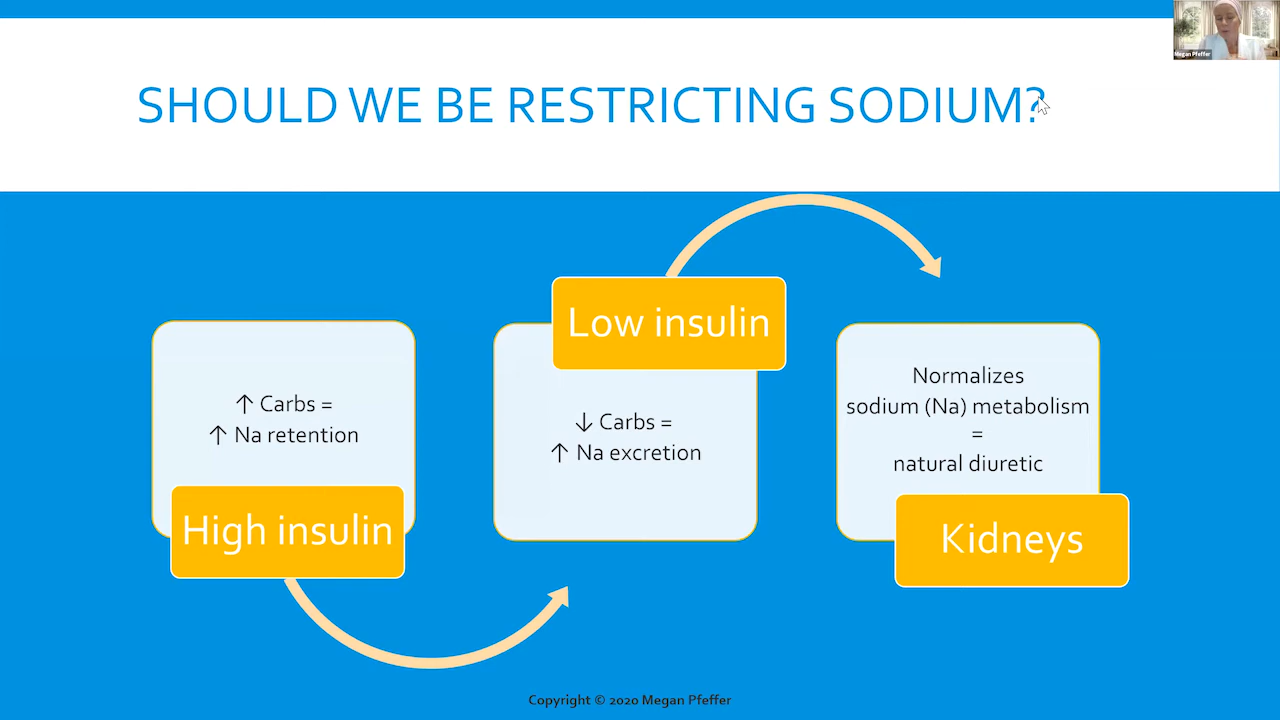 Megan Pfeffer
SHOULD WE BE RESTRICTING SODIUM?
↑ Carbs =
↑ Na retention
High insulin
Low insulin
↓ Carbs =
↑ Na excretion
Normalizes
sodium (Na) metabolism
=
natural diuretic
Kidneys
Copyright © 2020 Megan Pfeffer